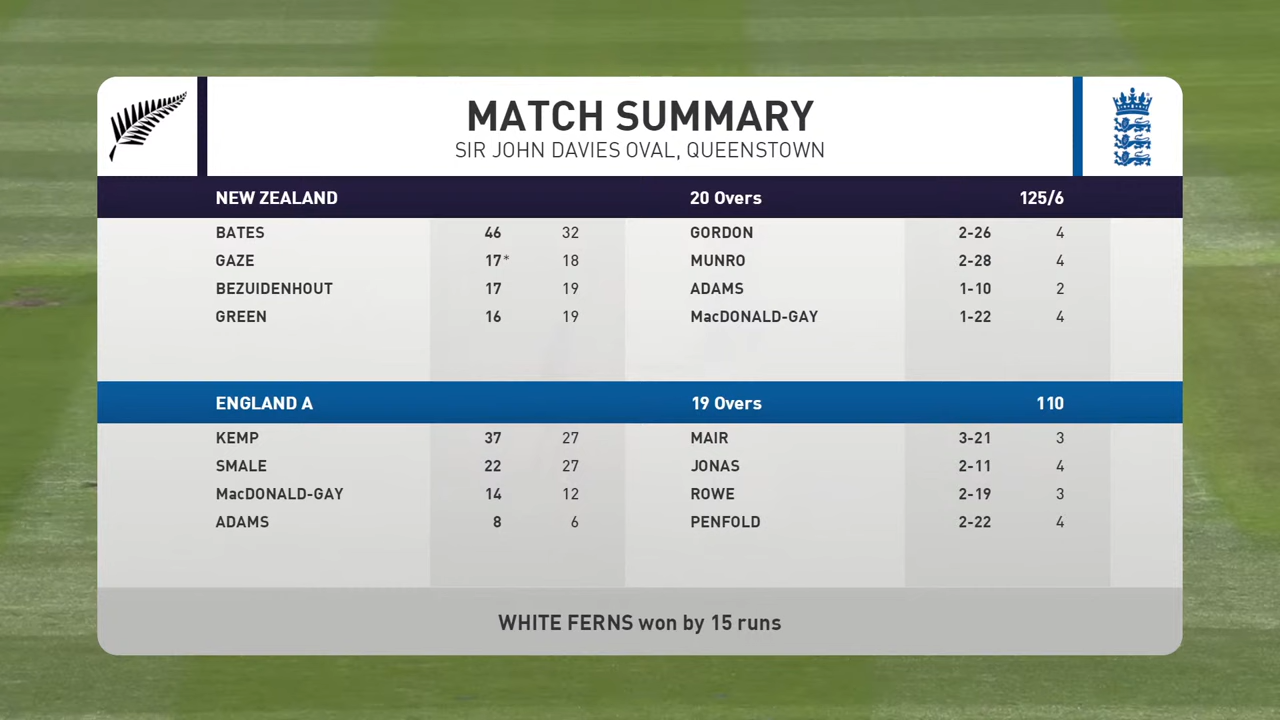 MATCH SUMMARY
SIR JOHN DAVIES OVAL, QUEENSTOWN
NEW ZEALAND 20 Overs 125/6
BATES 46 32 GORDON 2-26 4
GAZE 17* 18 MUNRO 2-28 4
BEZUIDENHOUT 17 19 ADAMS 1-10 2
GREEN 16 19 MacDONALD-GAY 1-22 4
ENGLAND A 19 Overs 110
KEMP 37 27 MAIR 3-21 3
SMALE 22 27 JONAS 2-11 4
MacDONALD-GAY 14 12 ROWE 2-19 3
ADAMS 8 6 PENFOLD 2-22 4
WHITE FERNS won by 15 runs